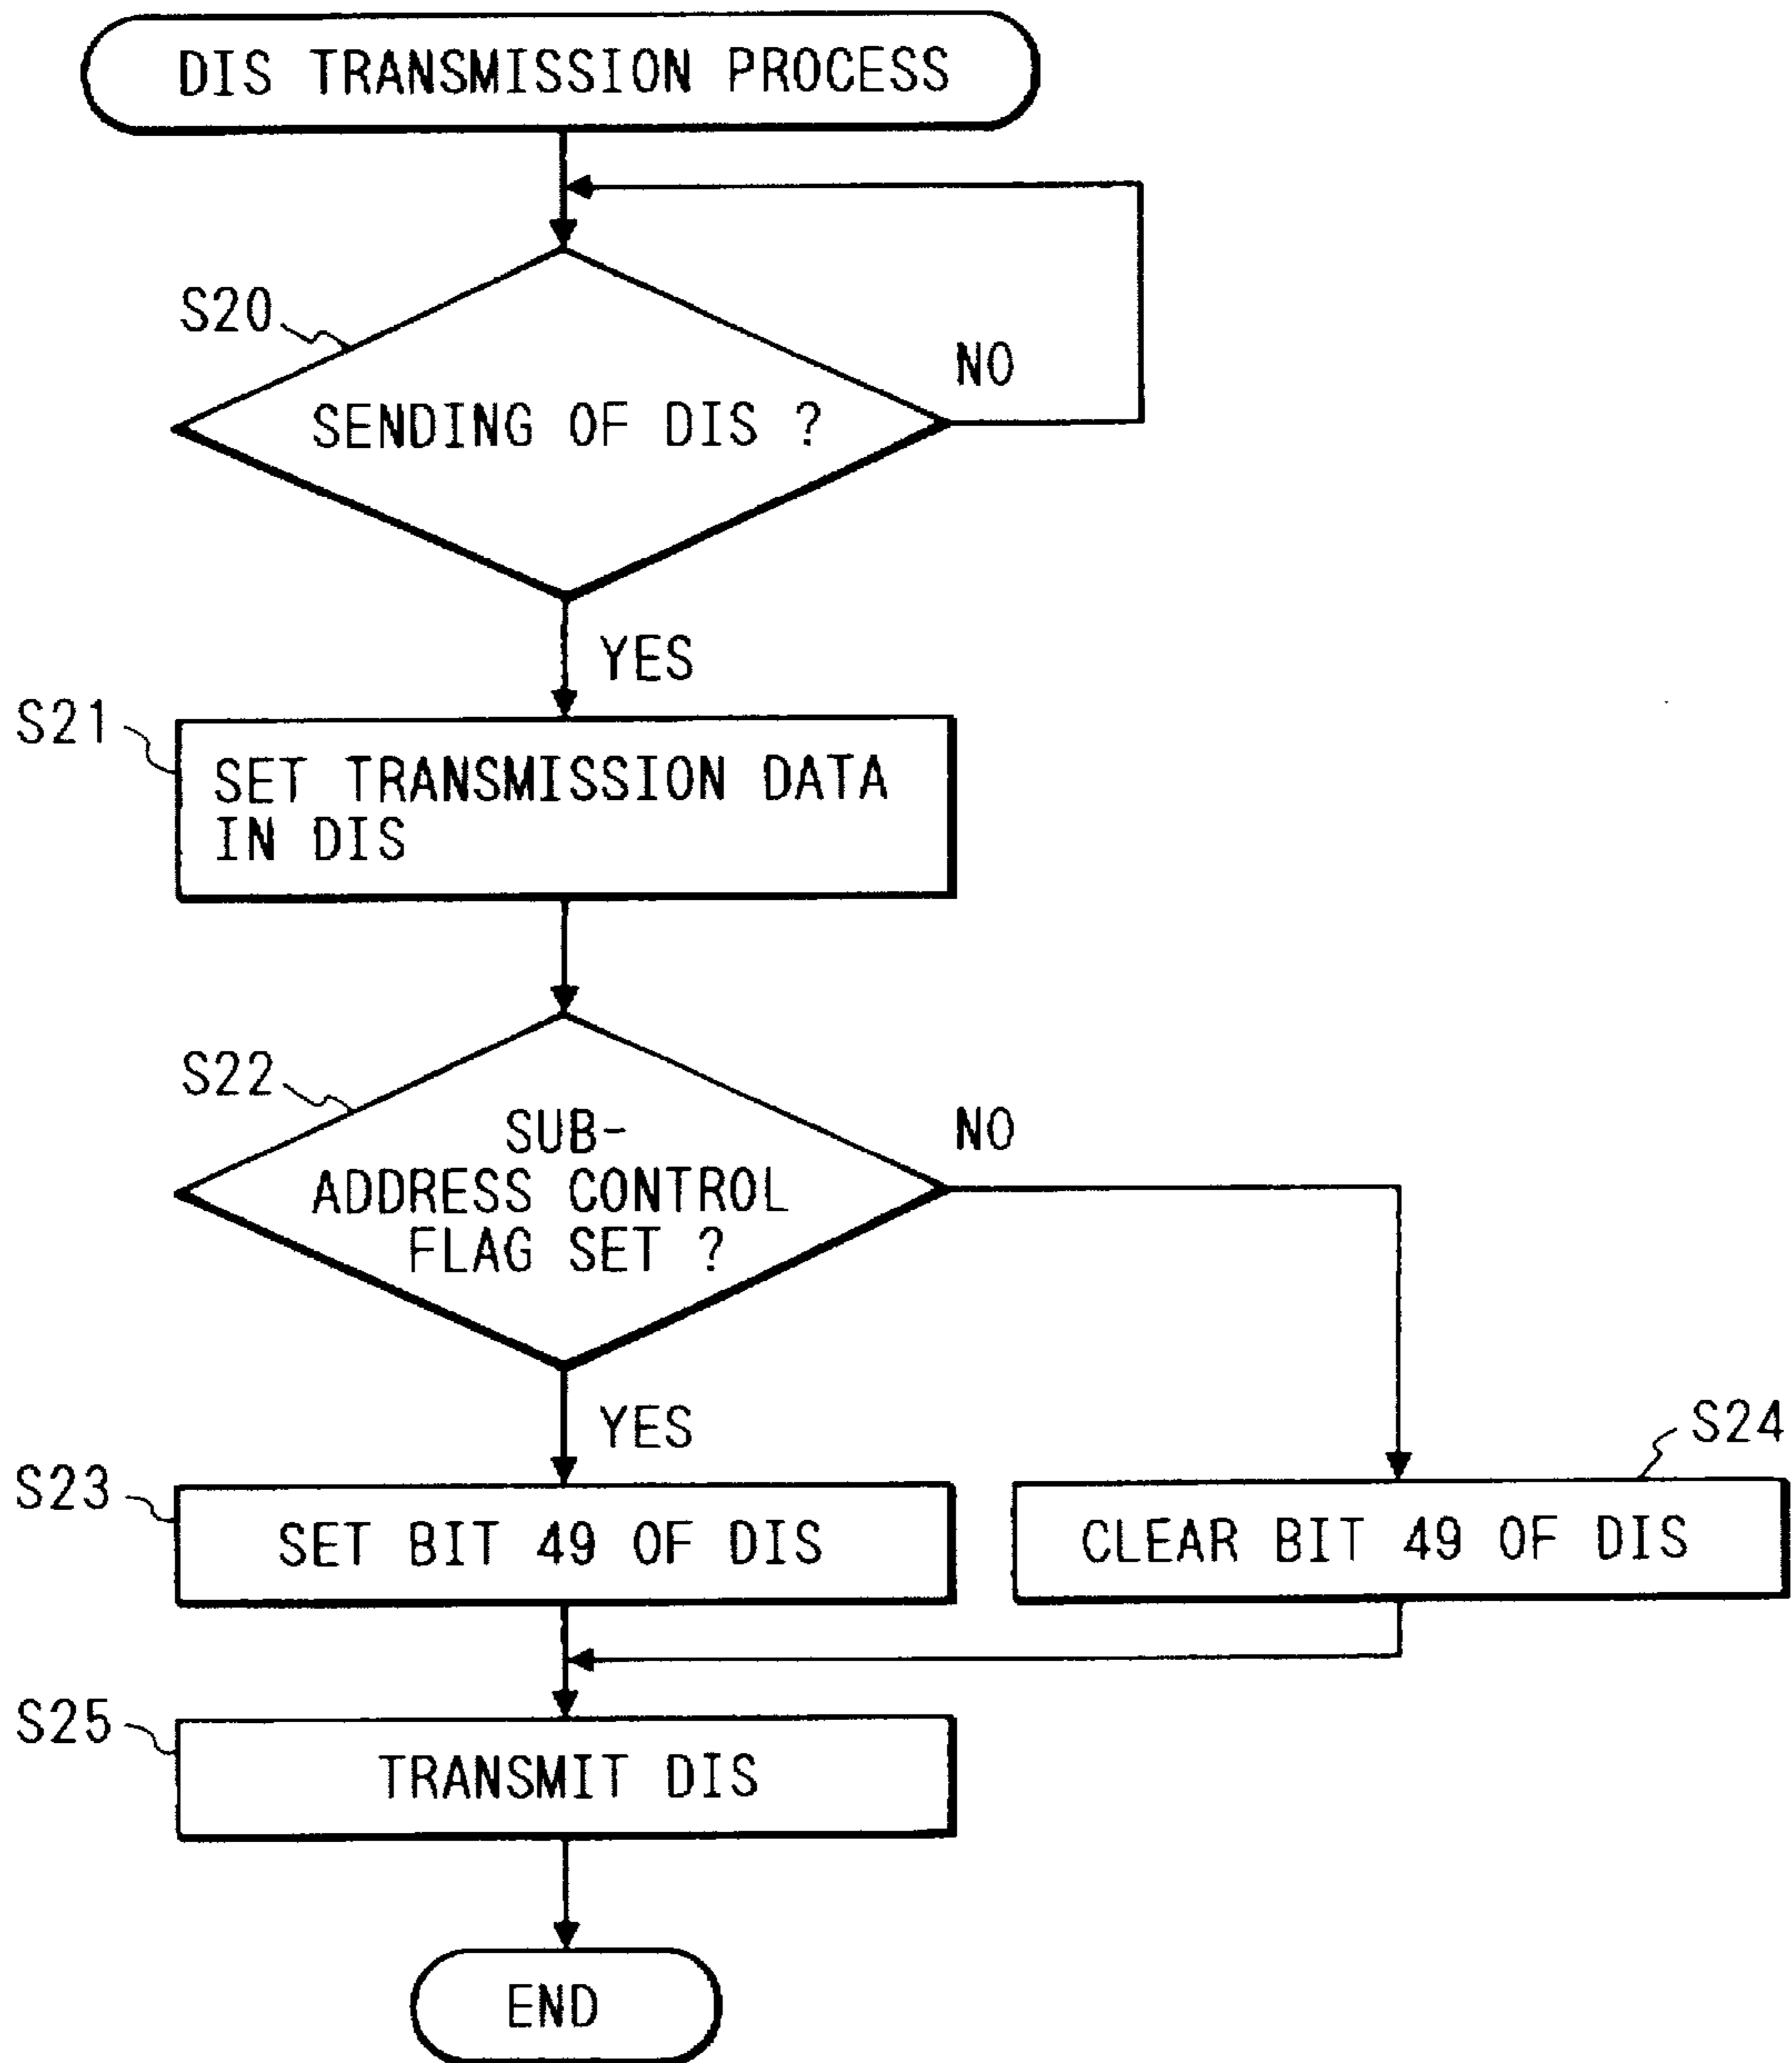 DIS TRANSMISSION PROCESS
S20
SENDING OF DIS ?
NO
YES
S21
SET TRANSMISSION DATA
IN DIS
S22
SUB-
ADDRESS CONTROL
FLAG SET ?
NO
YES
S23
SET BIT 49 OF DIS
S24
CLEAR BIT 49 OF DIS
S25
TRANSMIT DIS
END